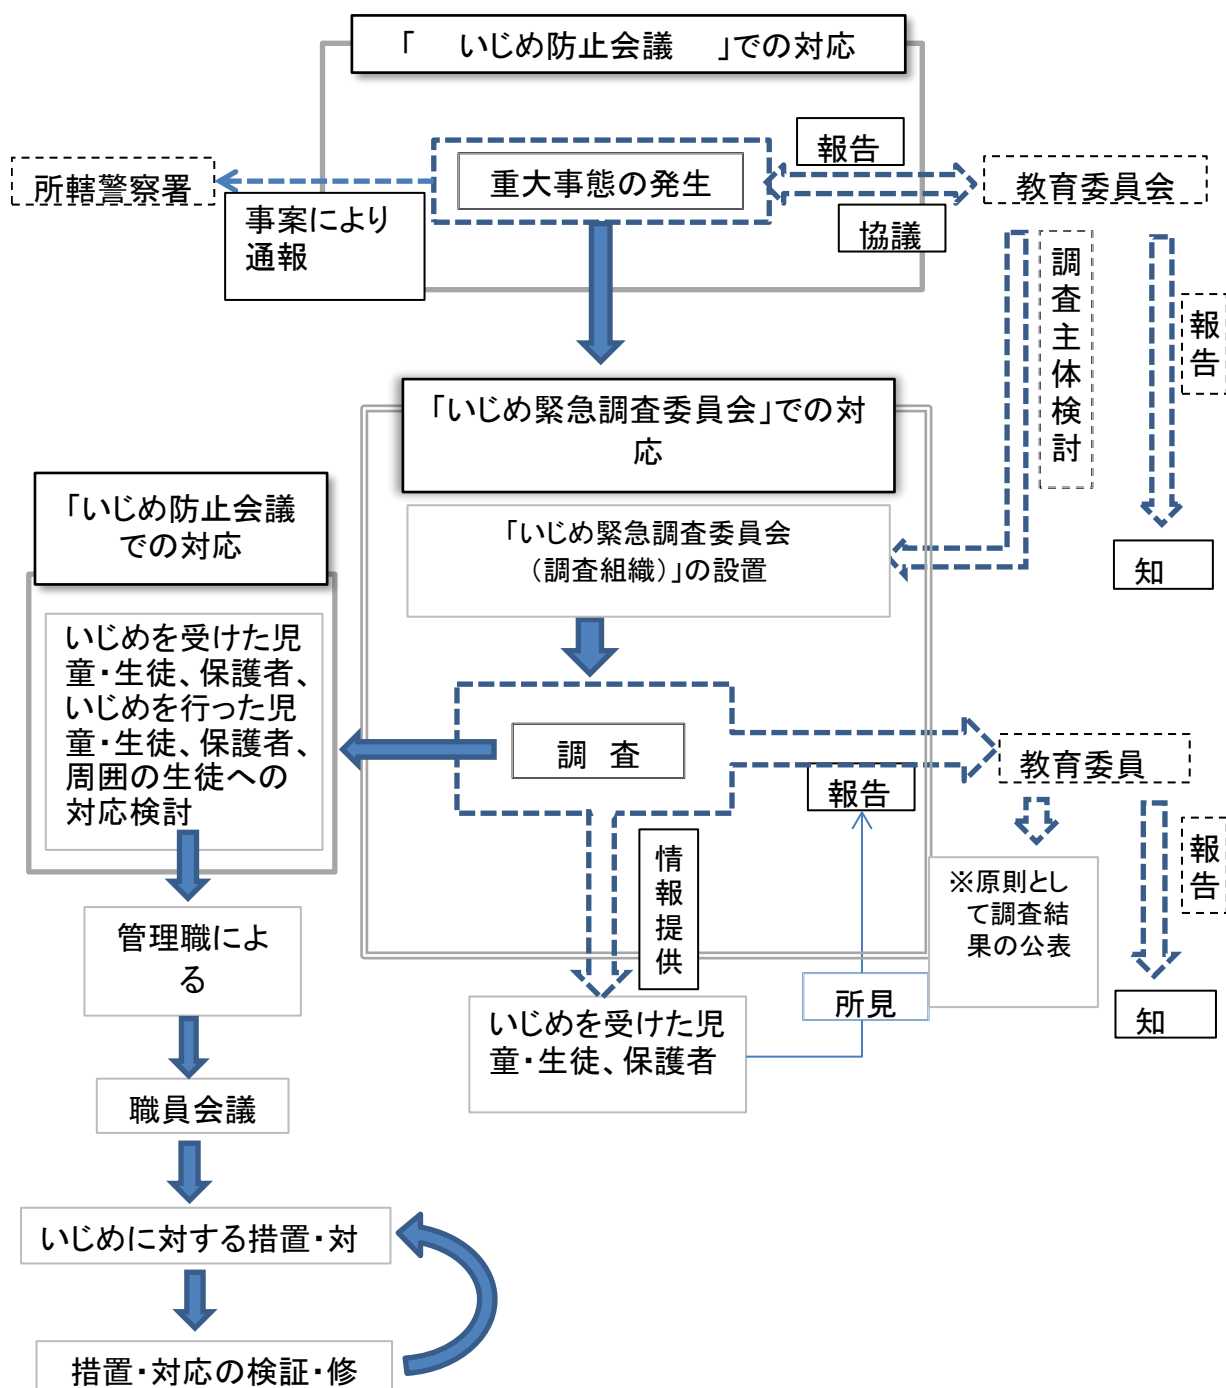 「　いじめ防止会議　」での対応
報告
所轄警察署
重大事態の発生
教育委員会
事案により
通報
協議
調査主体検討
報告
「いじめ緊急調査委員会」での対
応
「いじめ防止会議
での対応
「いじめ緊急調査委員会
（調査組織）」の設置
知
いじめを受けた児
童・生徒、保護者、
いじめを行った児
童・生徒、保護者、
周囲の生徒への
対応検討
調 査
教育委員
報告
情報提供
報告
※原則とし
て調査結
果の公表
管理職によ
る
所見
知
いじめを受けた児
童・生徒、保護者
職員会議
いじめに対する措置・対
措置・対応の検証・修